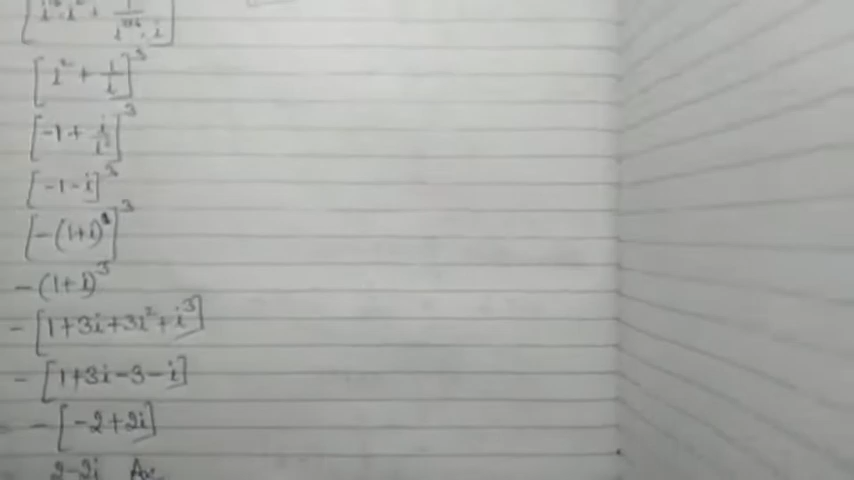 [i² + 1/i]³
[-1 + i/i²]³
[-1-i]³
[-(1+i)]³
-(1+i)³
-[1+3i+3i²+i³]
-[1+3i-3-i]
-[-2+2i]
2-2i